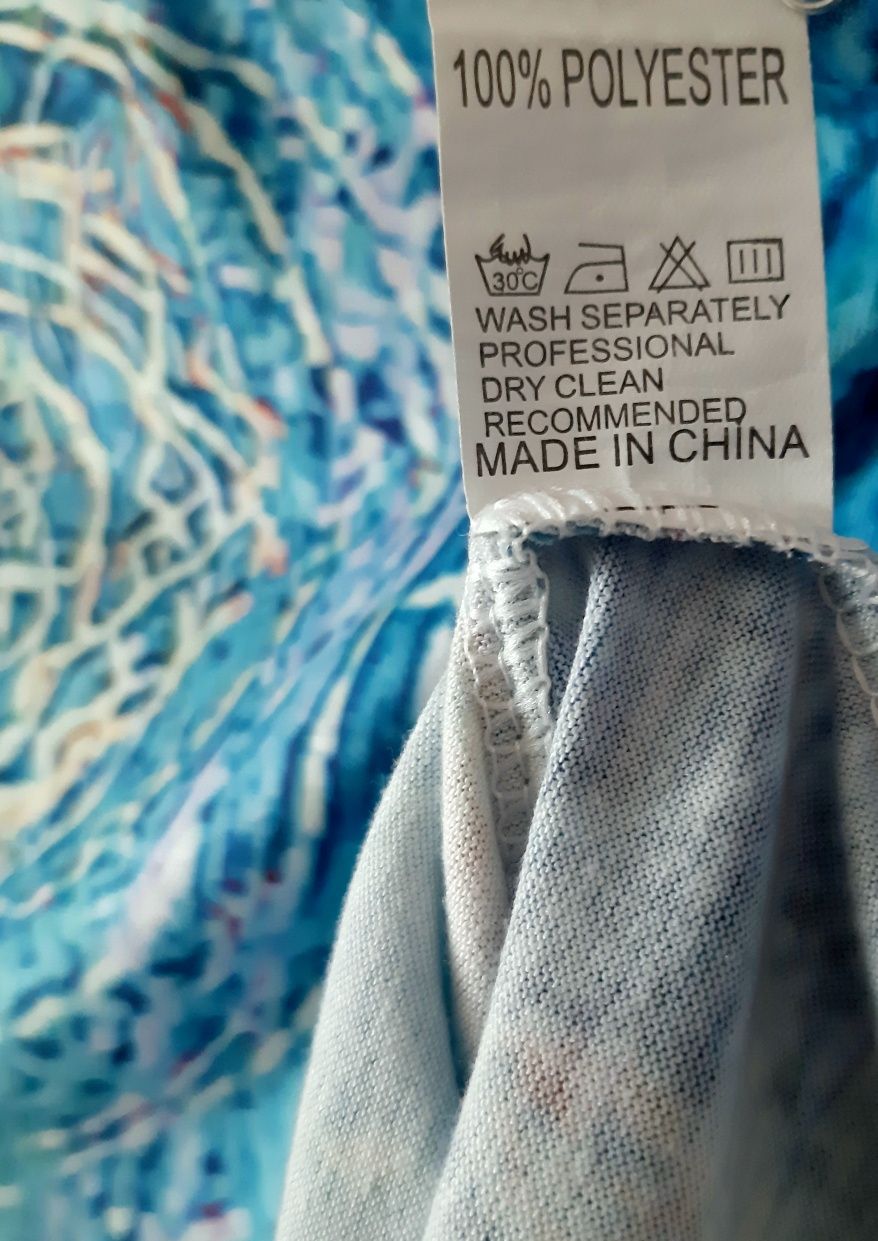 100% POLYESTER
30°C
WASH SEPARATELY
PROFESSIONAL
DRY CLEAN
RECOMMENDED
MADE IN CHINA